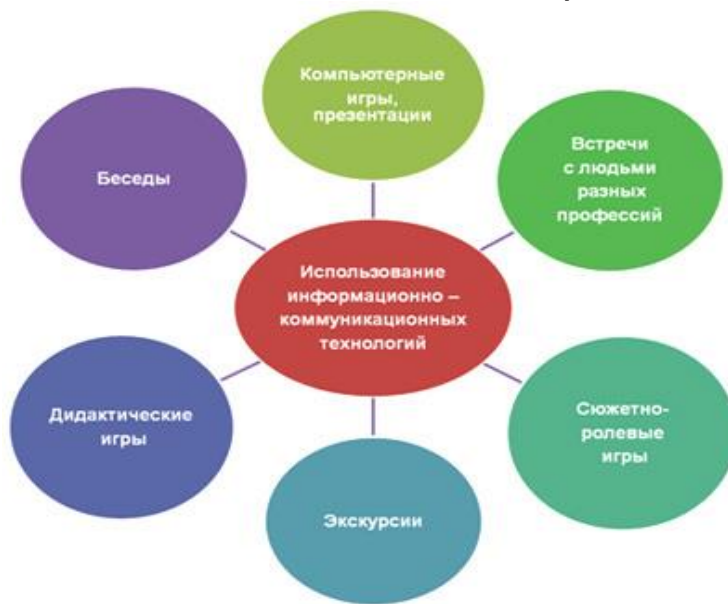 Компьютерные
игры,
презентации
Встречи
с людьми
разных
профессий
Беседы
Использование
информационно –
коммуникационных
технологий
Дидактические
игры
Сюжетно-
ролевые
игры
Экскурсии